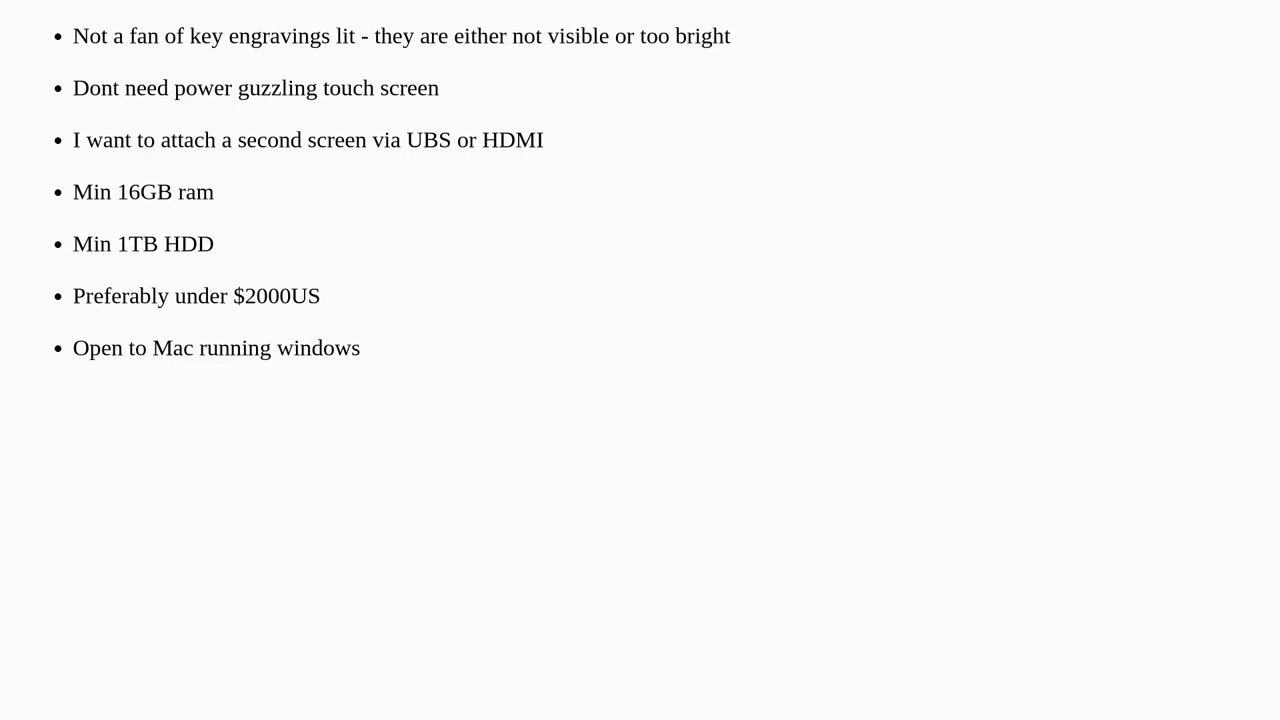 • Not a fan of key engravings lit - they are either not visible or too bright
• Dont need power guzzling touch screen
• I want to attach a second screen via UBS or HDMI
• Min 16GB ram
• Min 1TB HDD
• Preferably under $2000US
• Open to Mac running windows